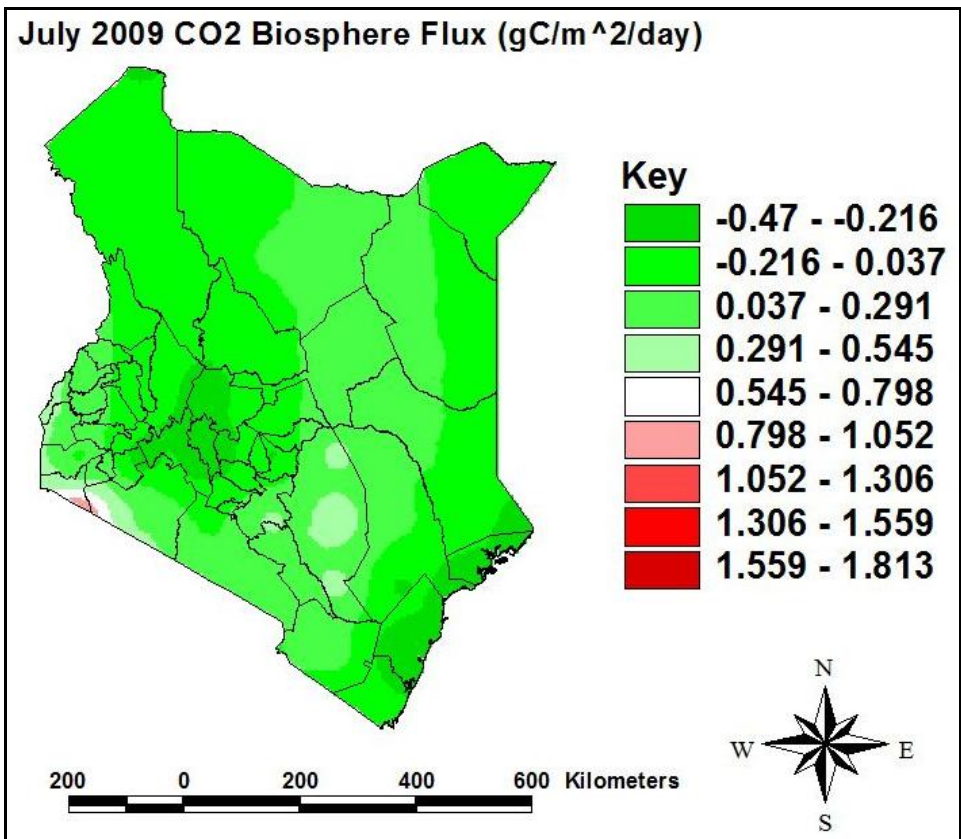 July 2009 CO2 Biosphere Flux (gC/m^2/day)
Key
-0.47 - -0.216
-0.216 - 0.037
0.037 - 0.291
0.291 - 0.545
0.545 - 0.798
0.798 - 1.052
1.052 - 1.306
1.306 - 1.559
1.559 - 1.813
N
W E
S
200 0 200 400 600 Kilometers